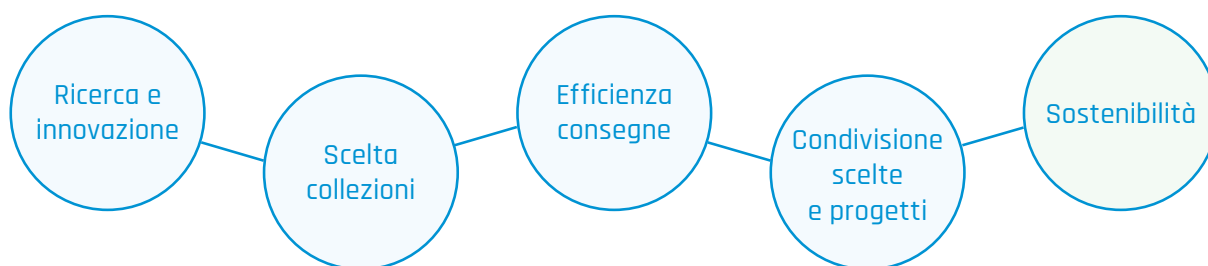 Ricerca e
innovazione
Scelta
collezioni
Efficienza
consegne
Condivisione
scelte
e progetti
Sostenibilità